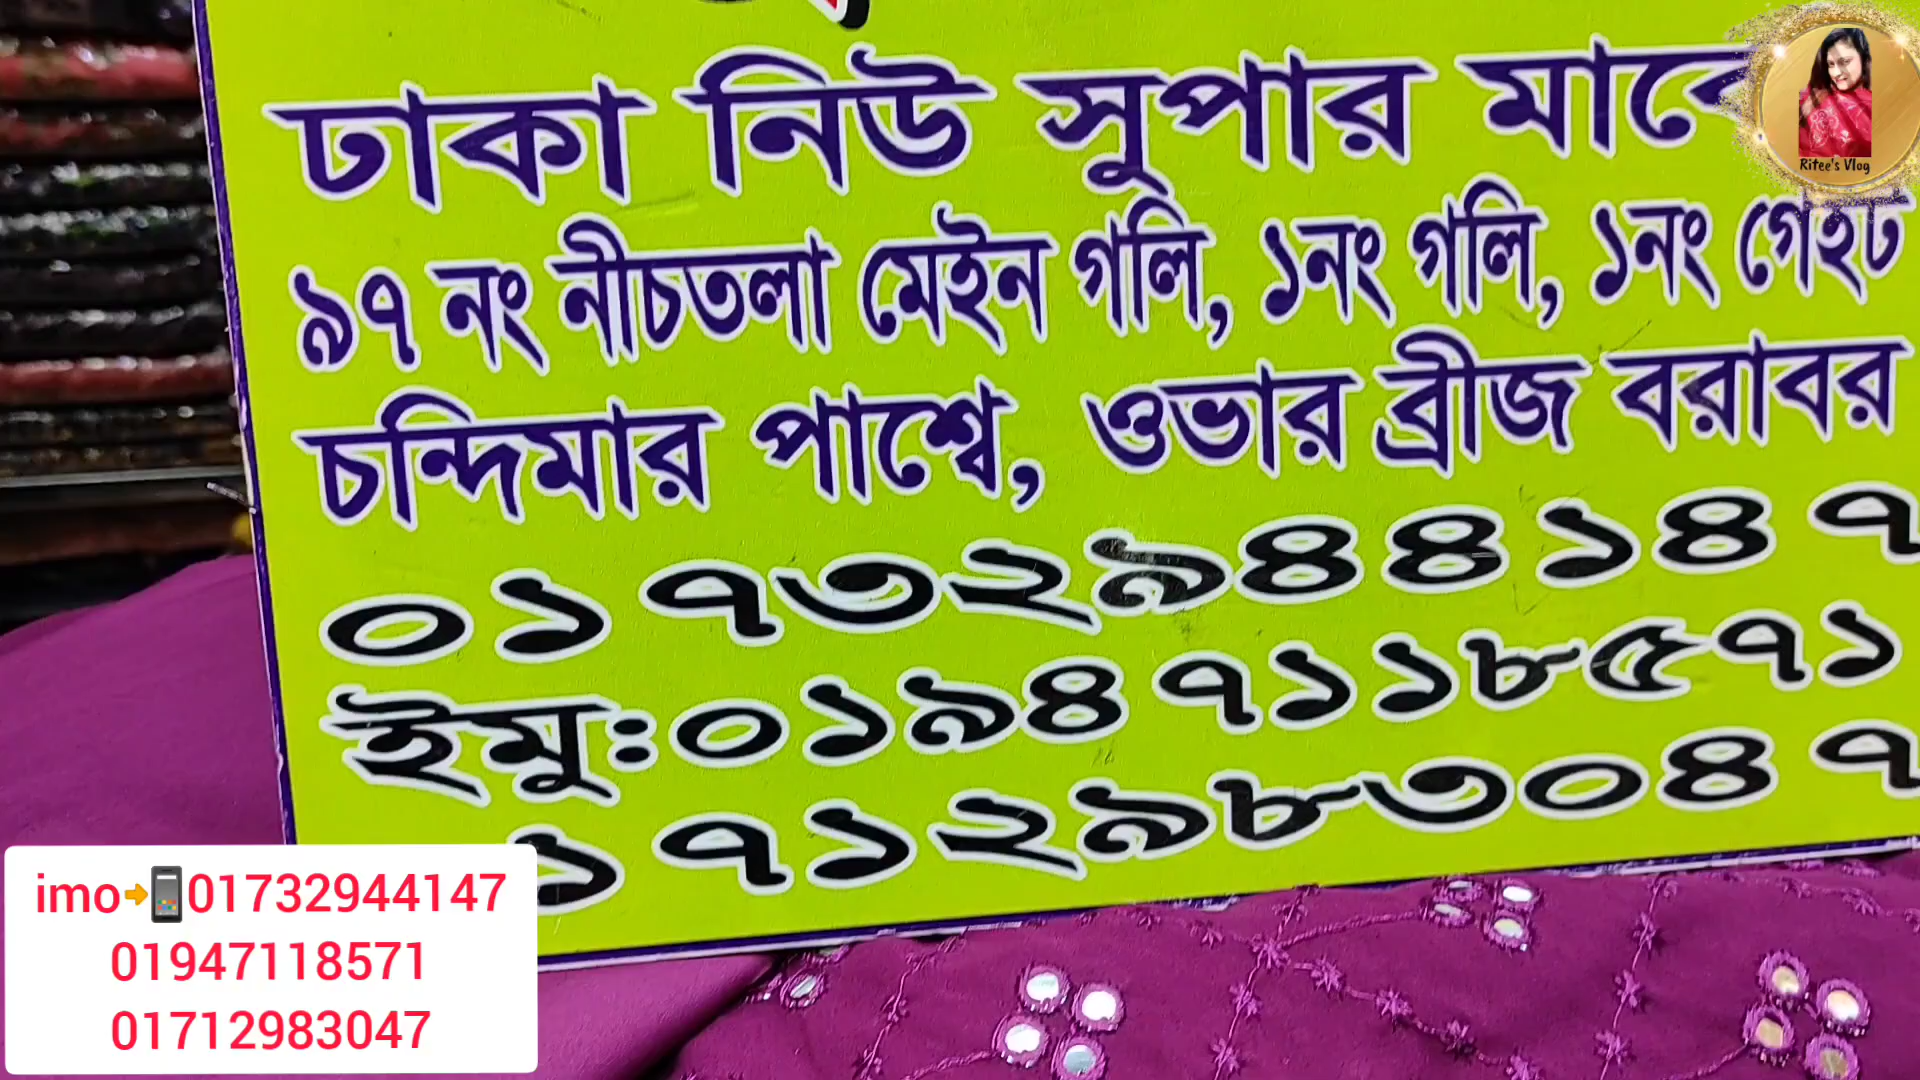 ঢাকা নিউ সুপার
৯৭ নং নীচতলা মেইন গলি, ১নং গলি, ১নং গেইট
চন্দিমার পার্শ্বে, ওভার ব্রীজ বরাবর
০১৭৩২৯৪৪১৪৭
ইমুঃ০১৯৪৭১১৮৫৭১
১৭১২৯৮৩০৪৭
Ritee's Vlog
imo➜📱01732944147
01947118571
01712983047